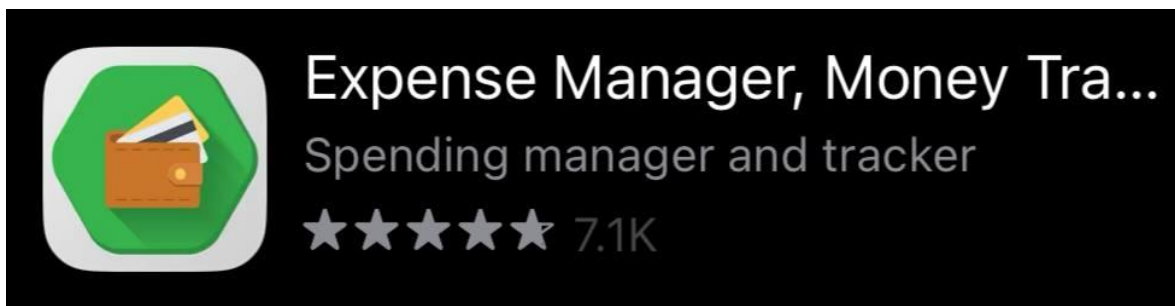 Expense Manager, Money Tra...
Spending manager and tracker
7.1K